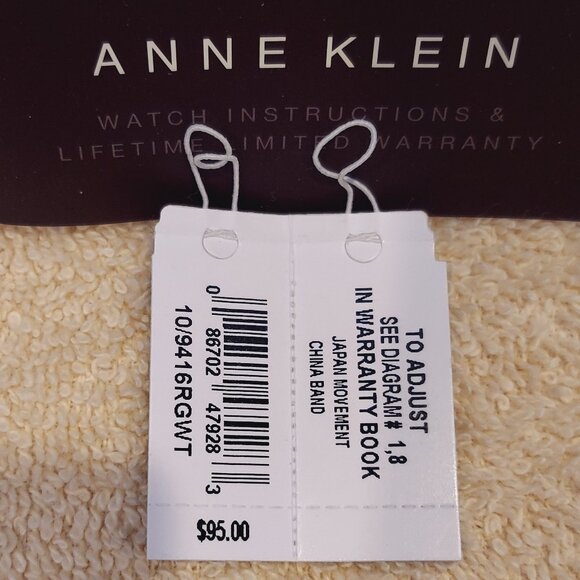 ANNE KLEIN
WATCH INSTRUCTIONS &
LIFETIME LIMITED WARRANTY
0 86702 47928 3
10/9416RGWT
$95.00
TO ADJUST
SEE DIAGRAM# 1,8
IN WARRANTY BOOK
JAPAN MOVEMENT
CHINA BAND